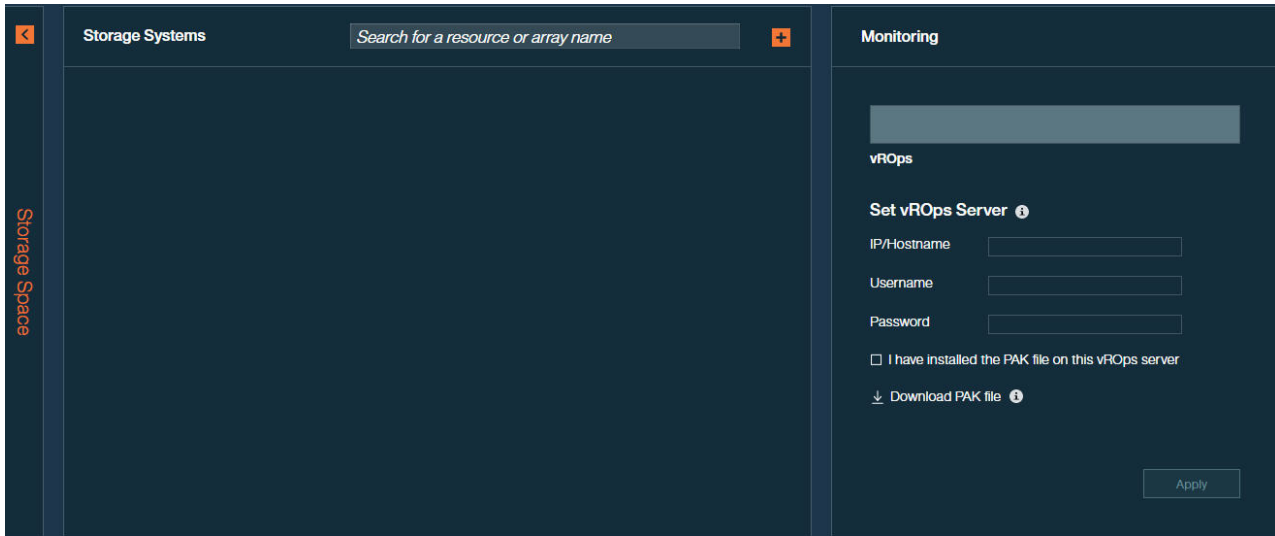 Storage Systems
Search for a resource or array name
Monitoring
Storage Space
vROps
Set vROps Server
IP/Hostname
Username
Password
I have installed the PAK file on this vROps server
Download PAK file
Apply